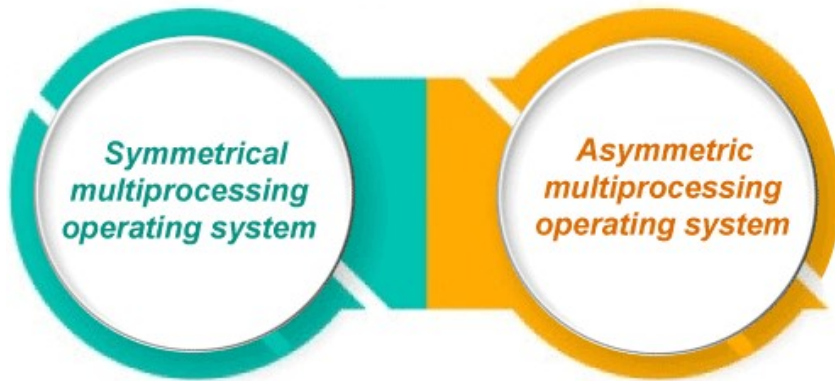 Symmetrical
multiprocessing
operating system
Asymmetric
multiprocessing
operating system